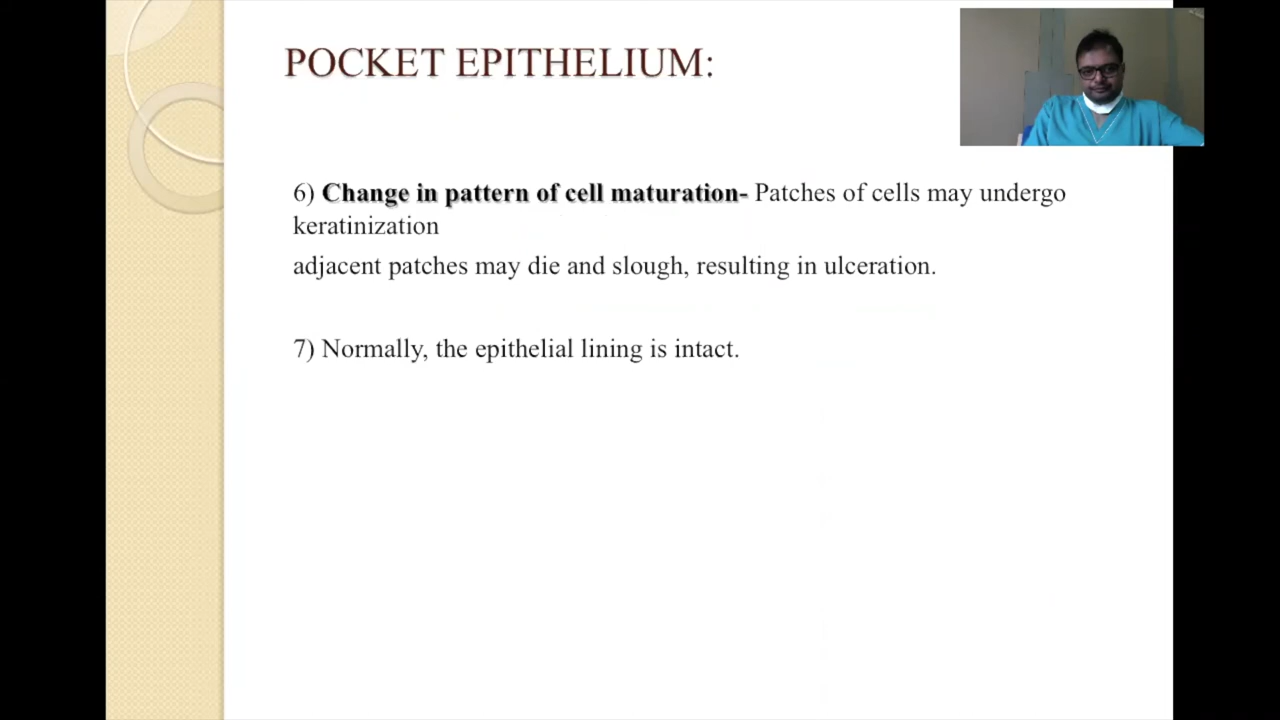 POCKET EPITHELIUM:
6) Change in pattern of cell maturation- Patches of cells may undergo
keratinization
adjacent patches may die and slough, resulting in ulceration.
7) Normally, the epithelial lining is intact.